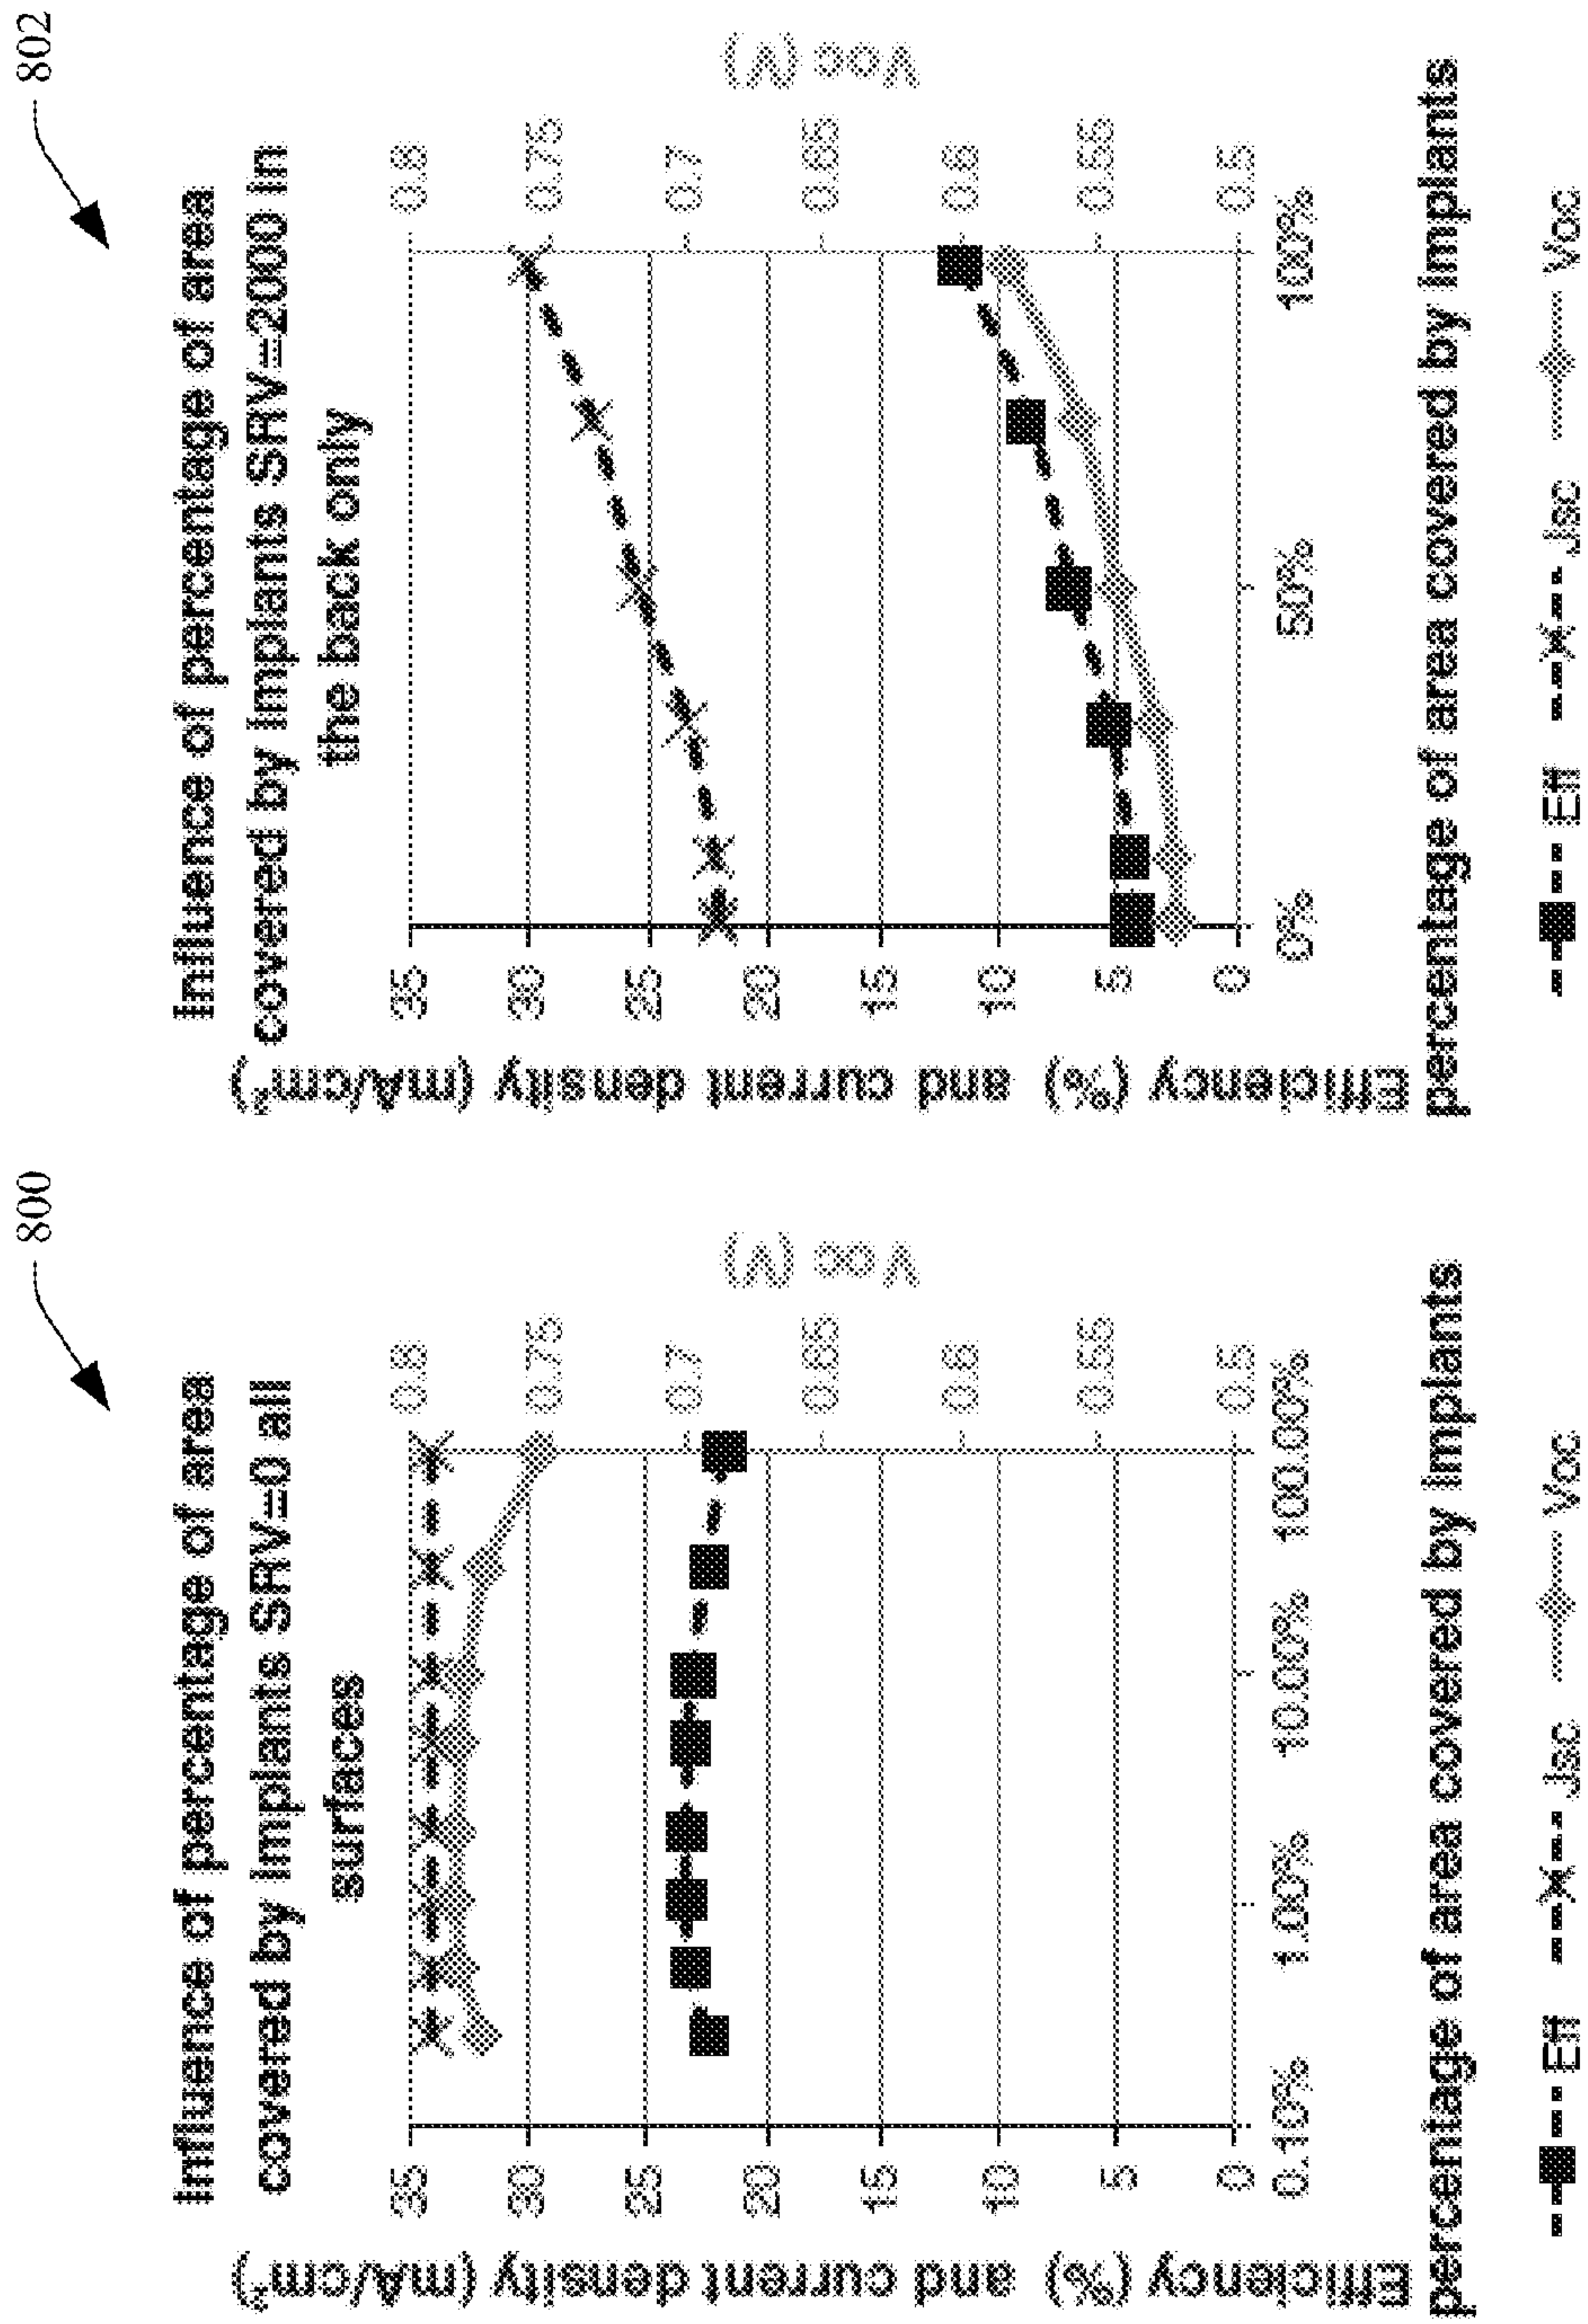 800
Influence of percentage of area
covered by implants SRV=0 all
surfaces
Efficiency (%) and current density (mA/cm²)
35
30
25
20
15
10
5
0
0.8
0.75
0.7
0.65
0.6
0.55
0.5
Voc (V)
0.10%
1.00%
10.00%
100.00%
percentage of area covered by implants
Eff
Jsc
Voc
802
Influence of percentage of area
covered by implants SRV=2000 in
the back only
Efficiency (%) and current density (mA/cm²)
35
30
25
20
15
10
5
0
0.8
0.75
0.7
0.65
0.6
0.55
0.5
Voc (V)
0%
50%
100%
percentage of area covered by implants
Eff
Jsc
Voc